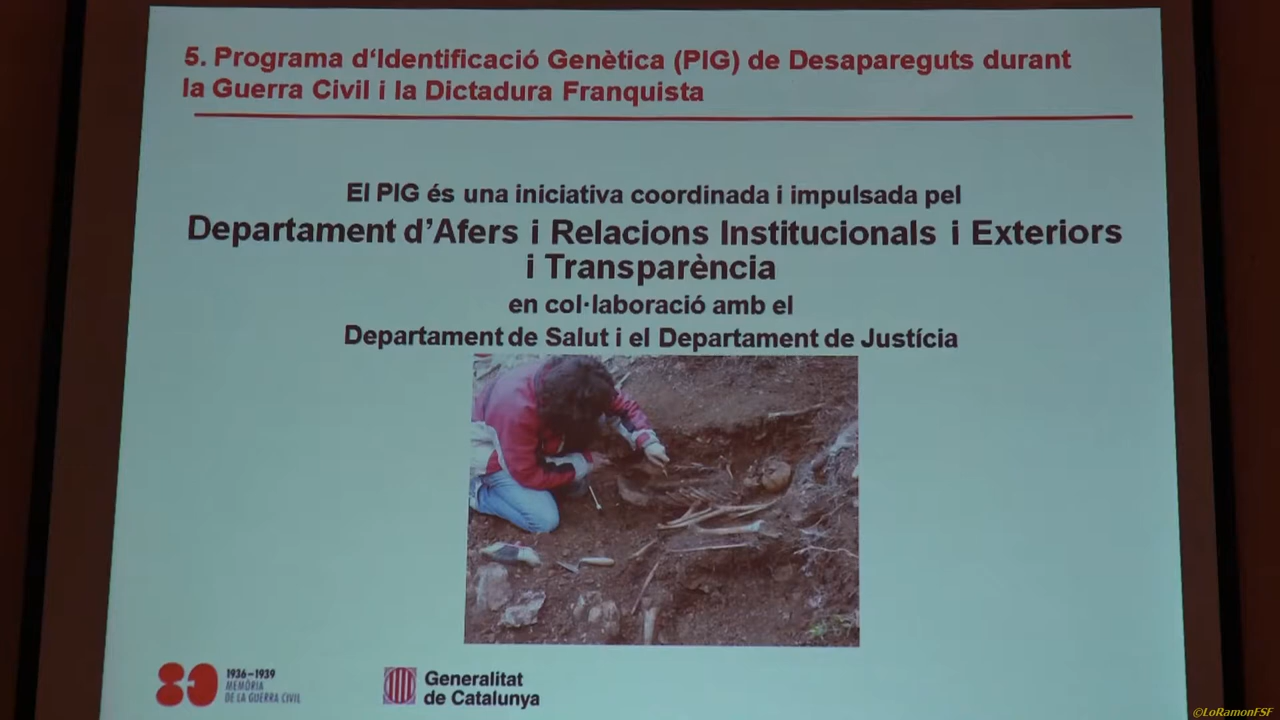 5. Programa d‘Identificació Genètica (PIG) de Desapareguts durant
la Guerra Civil i la Dictadura Franquista
El PIG és una iniciativa coordinada i impulsada pel
Departament d’Afers i Relacions Institucionals i Exteriors
i Transparència
en col·laboració amb el
Departament de Salut i el Departament de Justícia
80
1936–1939
MEMÒRIA
DE LA GUERRA CIVIL
Generalitat
de Catalunya
©LoRamonFSF